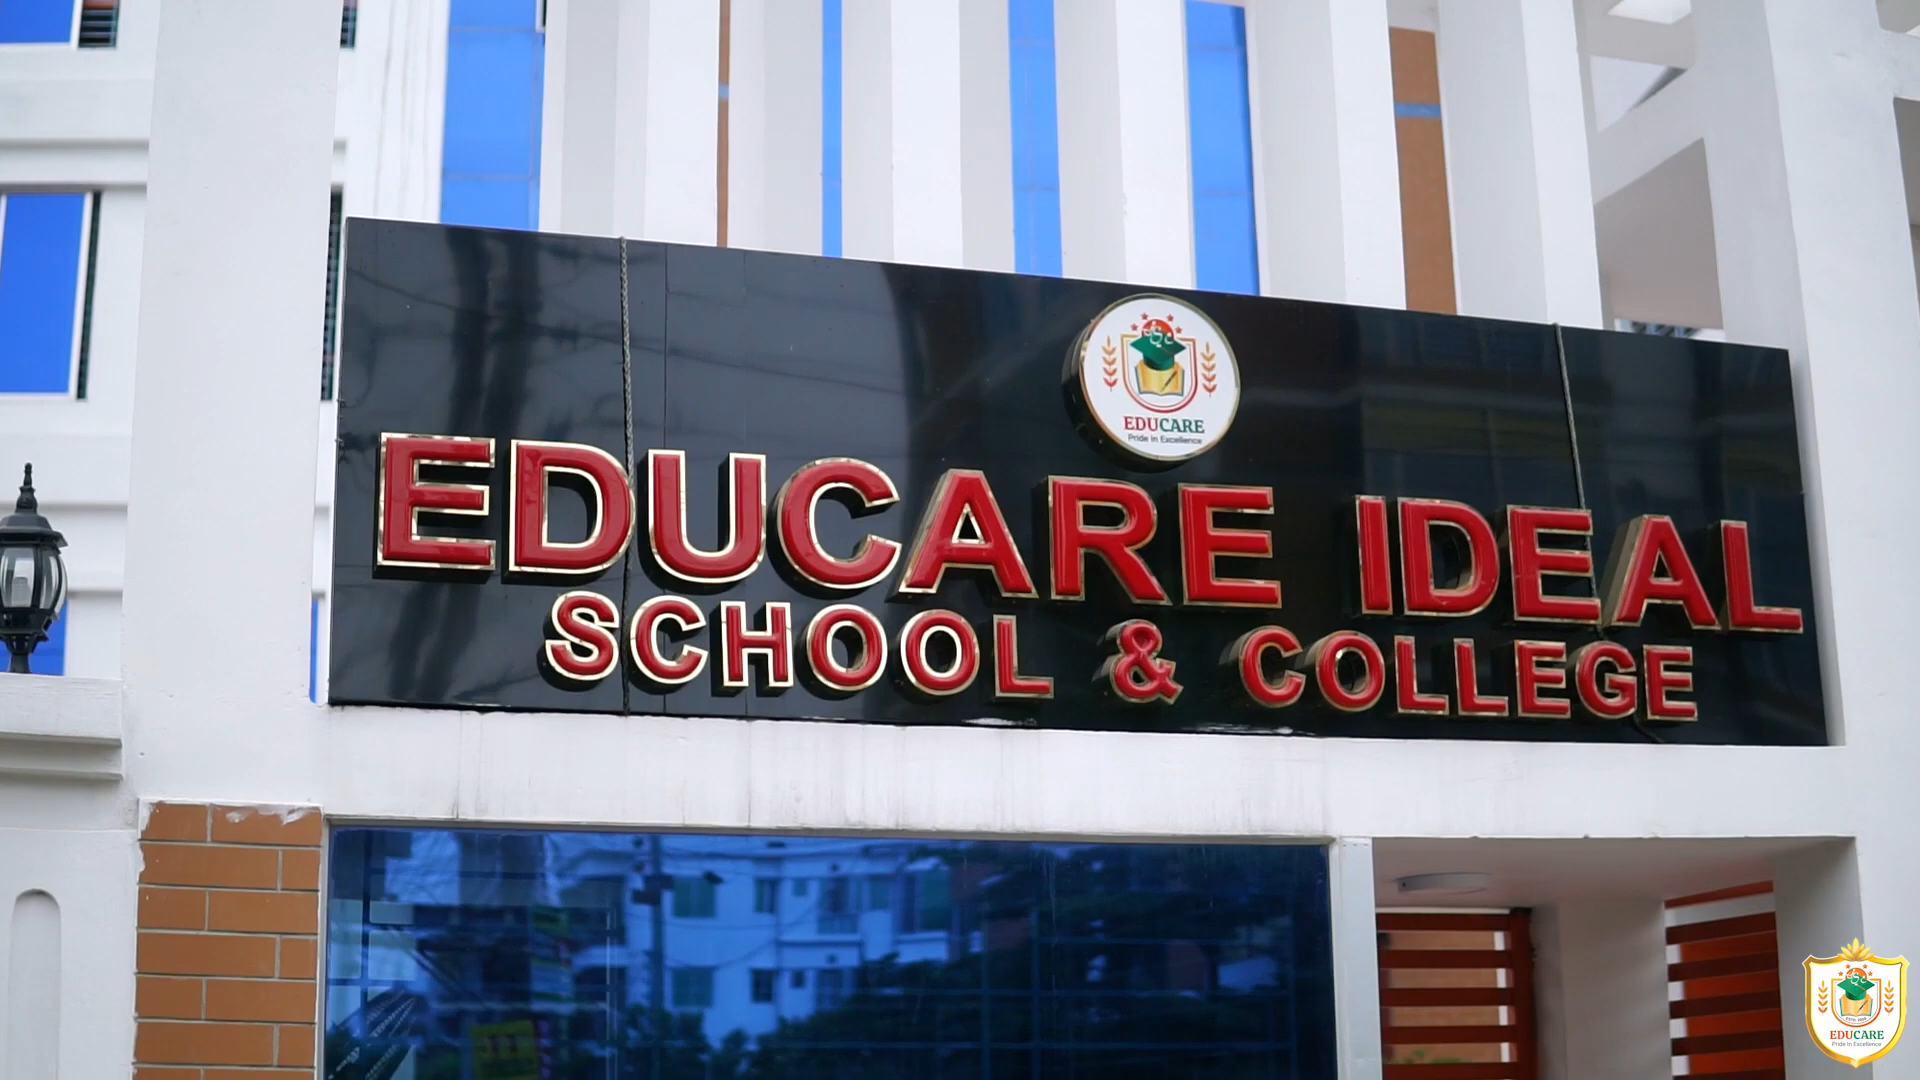 EDUCARE
Pride in Excellence
EDUCARE IDEAL
SCHOOL & COLLEGE
EDUCARE
Pride in Excellence